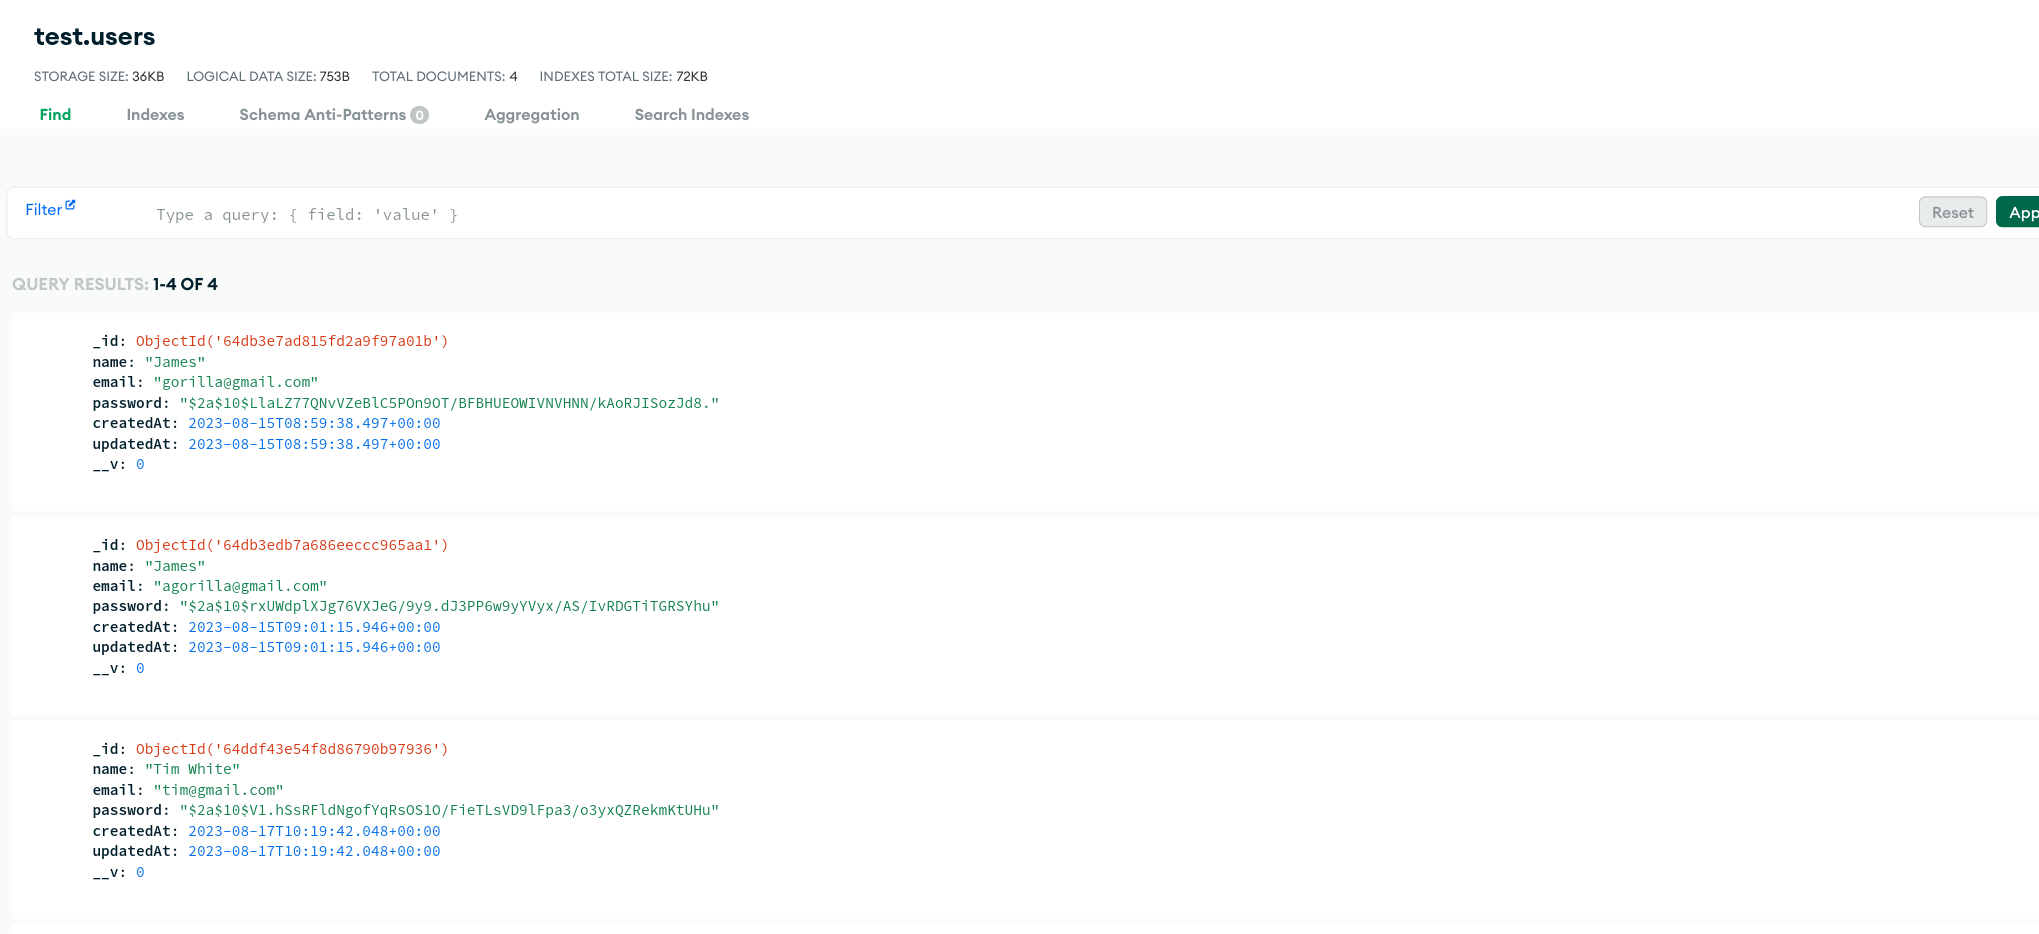 test.users
STORAGE SIZE: 36KB LOGICAL DATA SIZE: 753B TOTAL DOCUMENTS: 4 INDEXES TOTAL SIZE: 72KB
Find Indexes Schema Anti-Patterns 0 Aggregation Search Indexes
Filter Type a query: { field: 'value' } Reset App
QUERY RESULTS: 1-4 OF 4
_id: ObjectId('64db3e7ad815fd2a9f97a01b')
name: "James"
email: "gorilla@gmail.com"
password: "$2a$10$LlaLZ77QNvVZeBlC5POn9OT/BFBHUEOWIVNVHNN/kAoRJISozJd8."
createdAt: 2023-08-15T08:59:38.497+00:00
updatedAt: 2023-08-15T08:59:38.497+00:00
__v: 0
_id: ObjectId('64db3edb7a686eeccc965aa1')
name: "James"
email: "agorilla@gmail.com"
password: "$2a$10$rxUWdplXJg76VXJeG/9y9.dJ3PP6w9yYVyx/AS/IvRDGTiTGRSYhu"
createdAt: 2023-08-15T09:01:15.946+00:00
updatedAt: 2023-08-15T09:01:15.946+00:00
__v: 0
_id: ObjectId('64ddf43e54f8d86790b97936')
name: "Tim White"
email: "tim@gmail.com"
password: "$2a$10$V1.hSsRFldNgofYqRsOS1O/FieTLsVD9lFpa3/o3yxQZRekmKtUHu"
createdAt: 2023-08-17T10:19:42.048+00:00
updatedAt: 2023-08-17T10:19:42.048+00:00
__v: 0